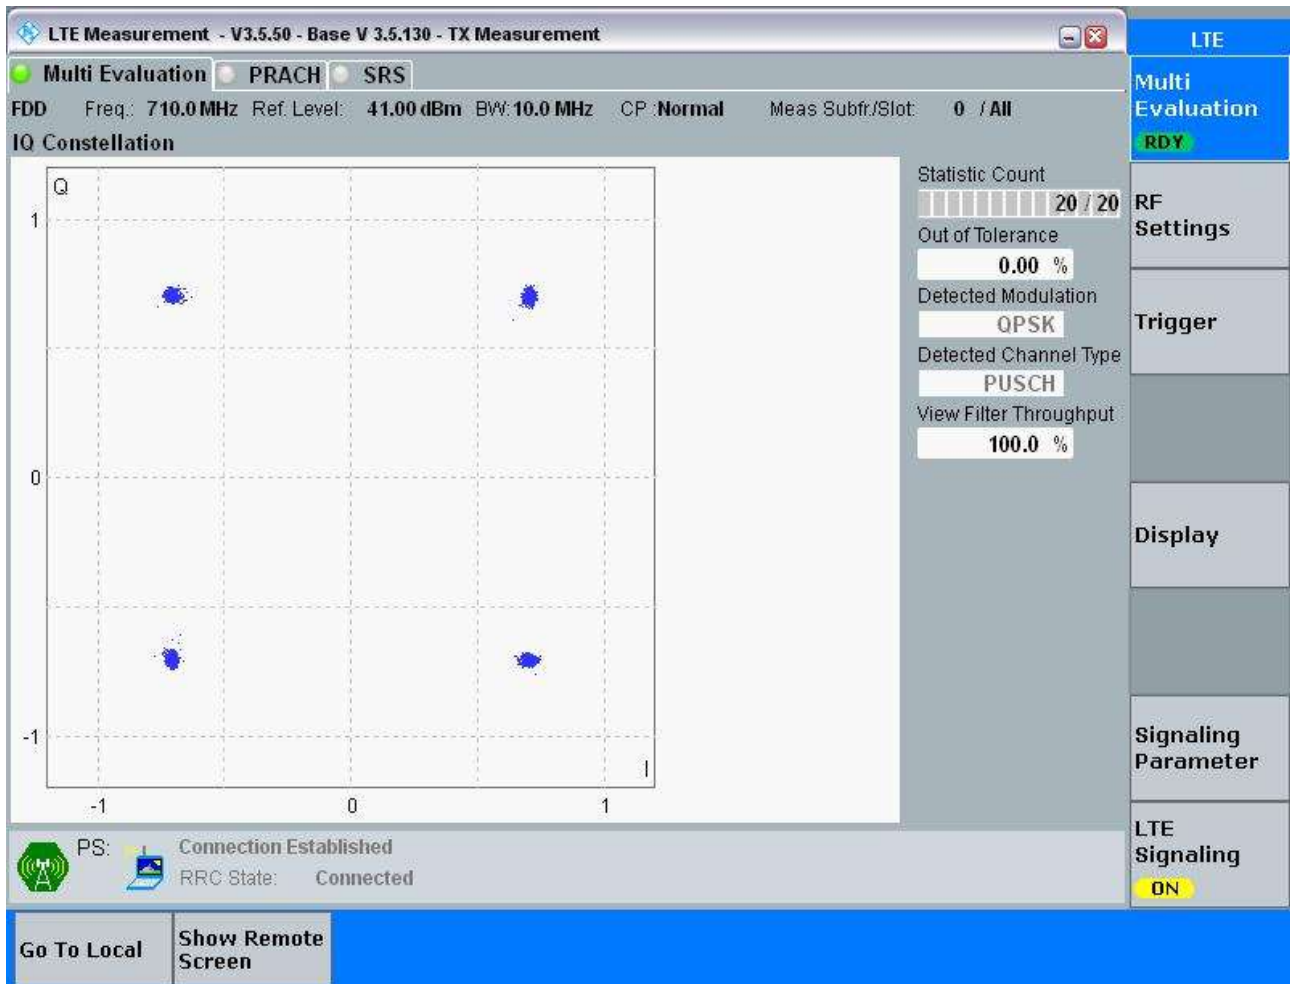 LTE Measurement - V3.5.50 - Base V 3.5.130 - TX Measurement
LTE
Multi Evaluation PRACH SRS
FDD Freq.: 710.0 MHz Ref. Level: 41.00 dBm BW: 10.0 MHz CP :Normal Meas Subfr./Slot: 0 / All
IQ Constellation
Q
1
0
-1
I
-1 0 1
Statistic Count
20 / 20
Out of Tolerance
0.00 %
Detected Modulation
QPSK
Detected Channel Type
PUSCH
View Filter Throughput
100.0 %
Multi
Evaluation
RDY
RF
Settings
Trigger
Display
Signaling
Parameter
LTE
Signaling
ON
PS: Connection Established
RRC State: Connected
Go To Local
Show Remote
Screen